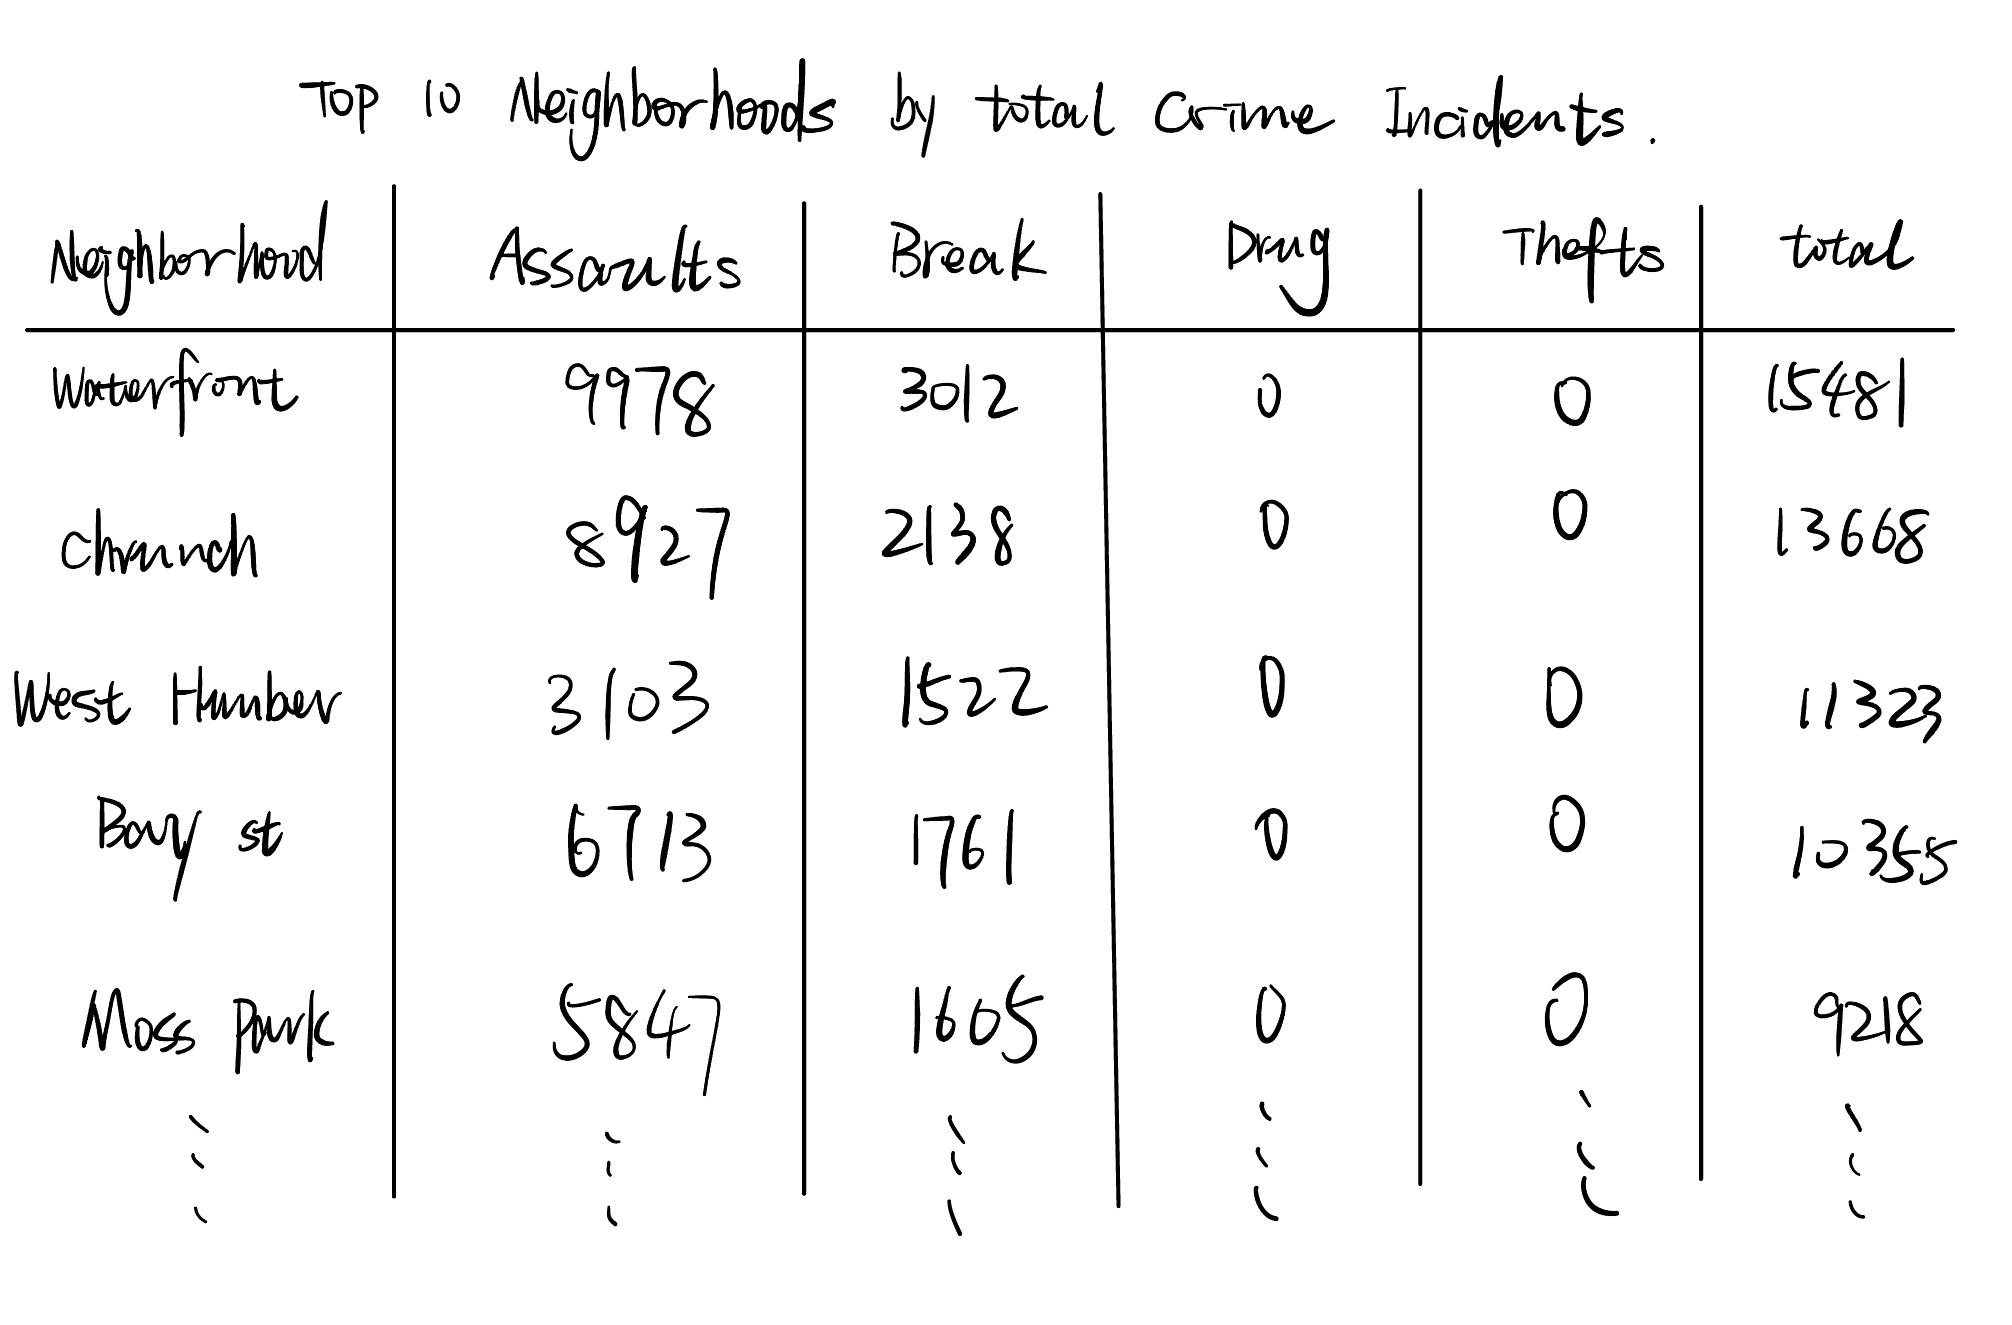 Top 10 Neighborhoods by total Crime Incidents.
Neighborhood Assaults Break Drug Thefts total
Waterfront 9978 3012 0 0 15481
Chraunch 8927 2138 0 0 13668
West Humber 3103 1522 0 0 11323
Bay st 6713 1761 0 0 10355
Moss park 5847 1605 0 0 9218